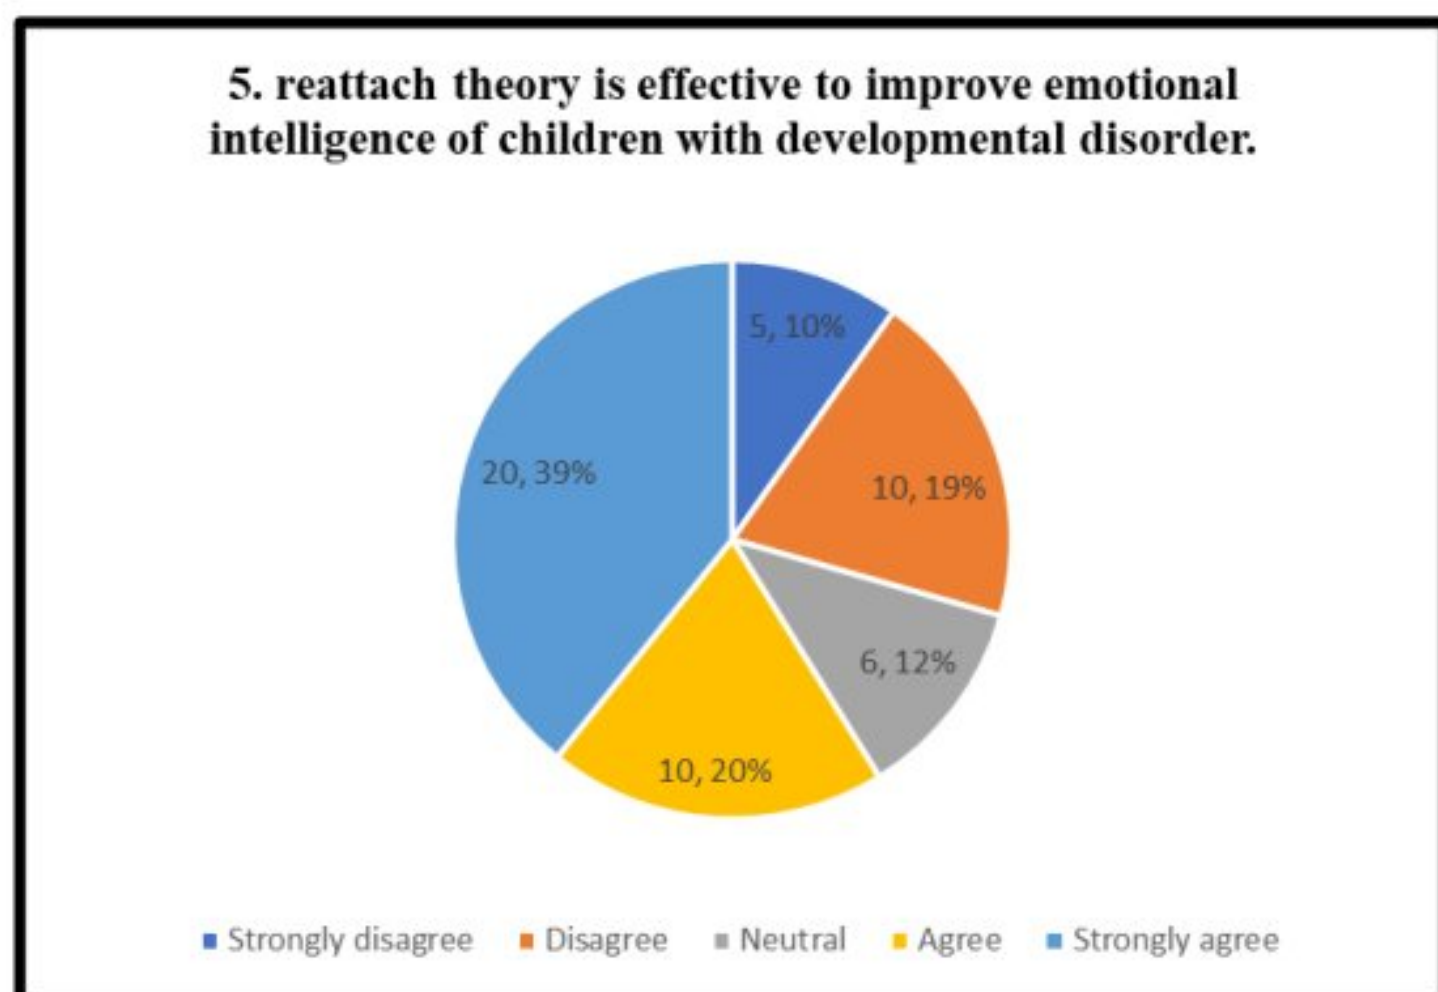 5. reattach theory is effective to improve emotional
intelligence of children with developmental disorder.
5, 10%
10, 19%
20, 39%
6, 12%
10, 20%
Strongly disagree Disagree Neutral Agree Strongly agree